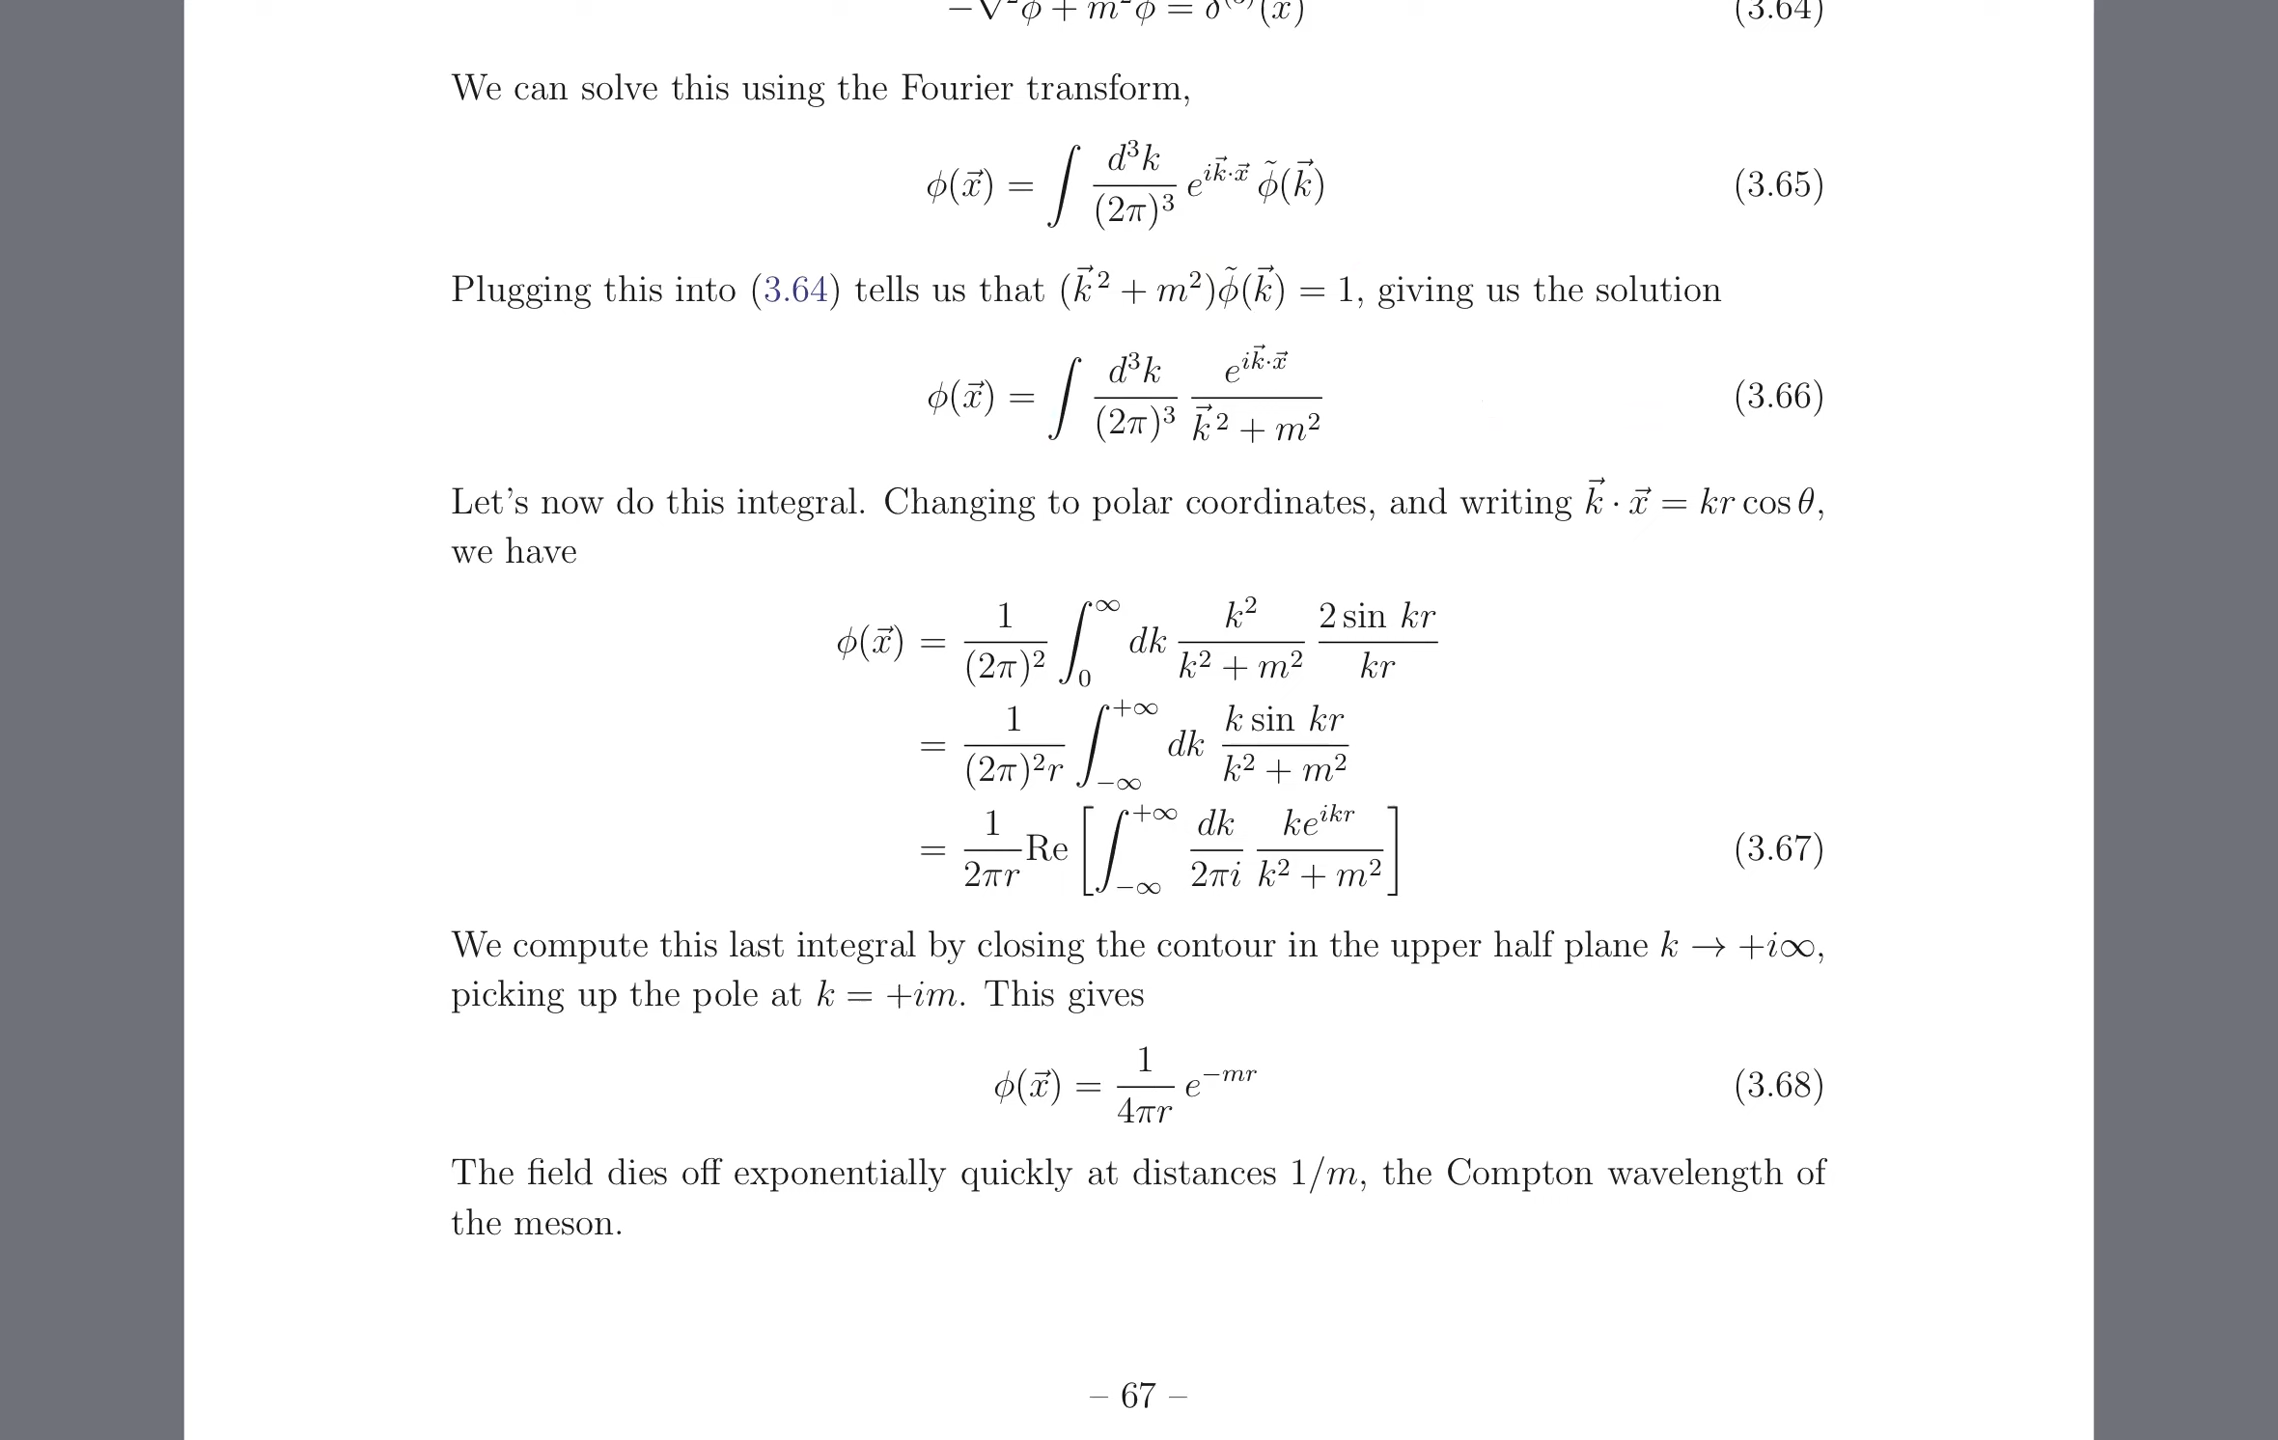 −∇²φ + m²φ = δ⁽³⁾(x⃗) (3.64)
We can solve this using the Fourier transform,
φ(x⃗) = ∫ d³k/(2π)³ e^{ik⃗·x⃗} φ̃(k⃗) (3.65)
Plugging this into (3.64) tells us that (k⃗² + m²)φ̃(k⃗) = 1, giving us the solution
φ(x⃗) = ∫ d³k/(2π)³ e^{ik⃗·x⃗}/(k⃗² + m²) (3.66)
Let's now do this integral. Changing to polar coordinates, and writing k⃗ · x⃗ = kr cos θ,
we have
φ(x⃗) = 1/(2π)² ∫₀^∞ dk k²/(k² + m²) 2 sin kr/kr
= 1/((2π)²r) ∫_{−∞}^{+∞} dk k sin kr/(k² + m²)
= 1/(2πr) Re [∫_{−∞}^{+∞} dk/(2πi) ke^{ikr}/(k² + m²)] (3.67)
We compute this last integral by closing the contour in the upper half plane k → +i∞,
picking up the pole at k = +im. This gives
φ(x⃗) = 1/(4πr) e^{−mr} (3.68)
The field dies off exponentially quickly at distances 1/m, the Compton wavelength of
the meson.
– 67 –